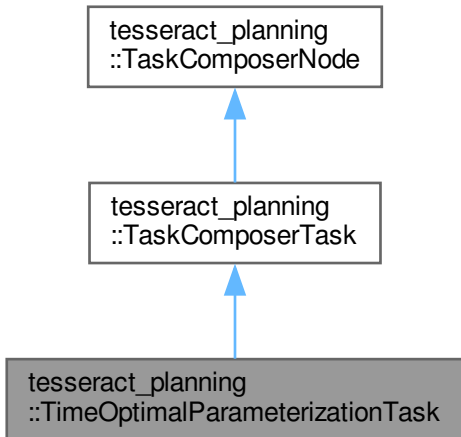 tesseract_planning
::TaskComposerNode
tesseract_planning
::TaskComposerTask
tesseract_planning
::TimeOptimalParameterizationTask